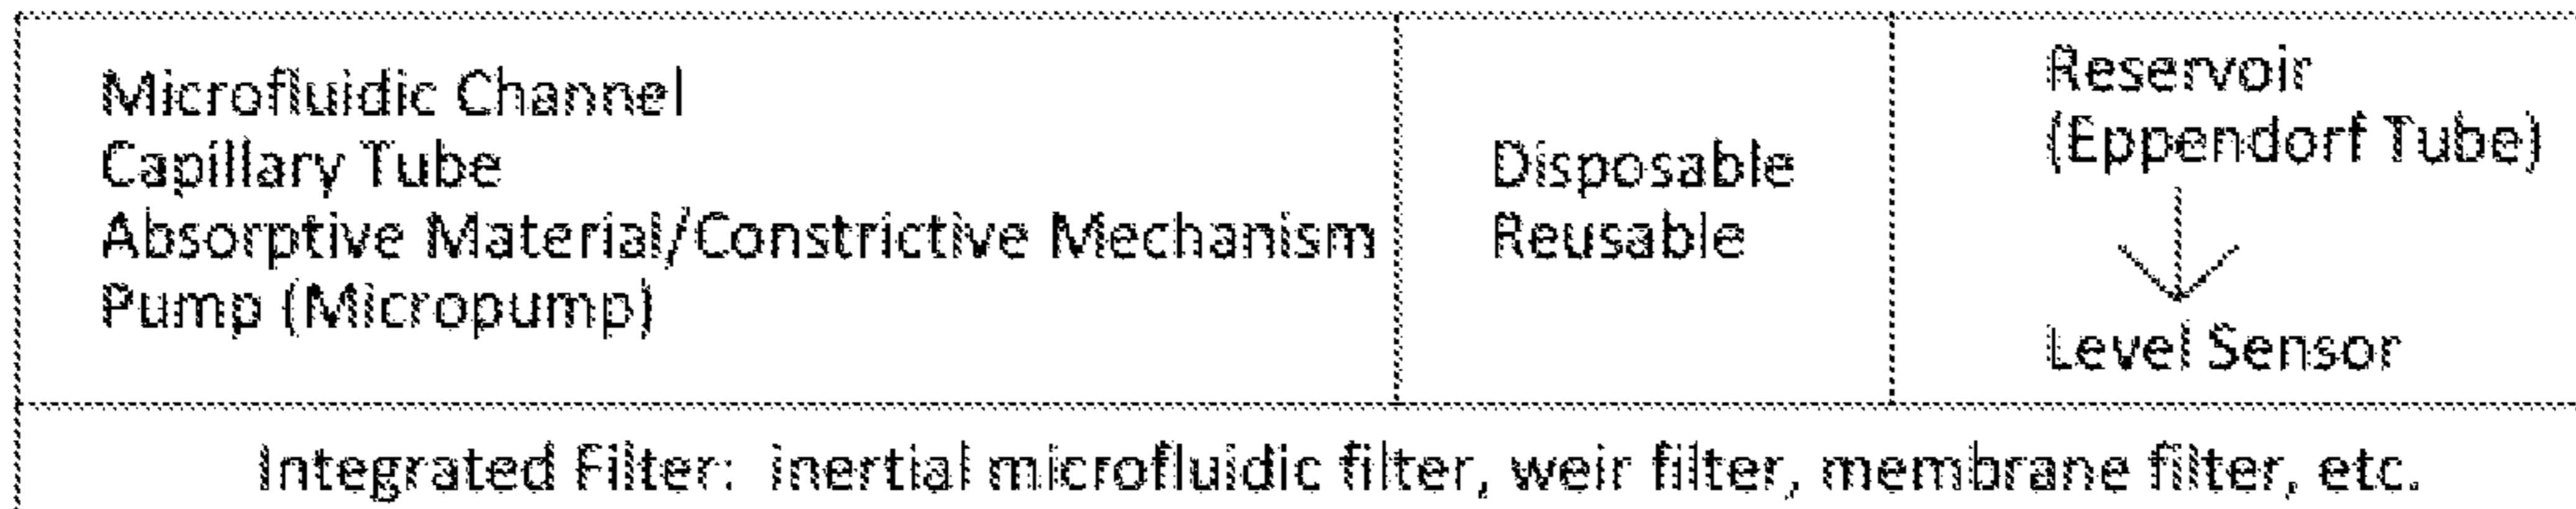 Microfluidic Channel
Capillary Tube
Absorptive Material/Constrictive Mechanism
Pump (Micropump)
Disposable
Reusable
Reservoir
(Eppendorf Tube)
Level Sensor
Integrated Filter: inertial microfluidic filter, weir filter, membrane filter, etc.